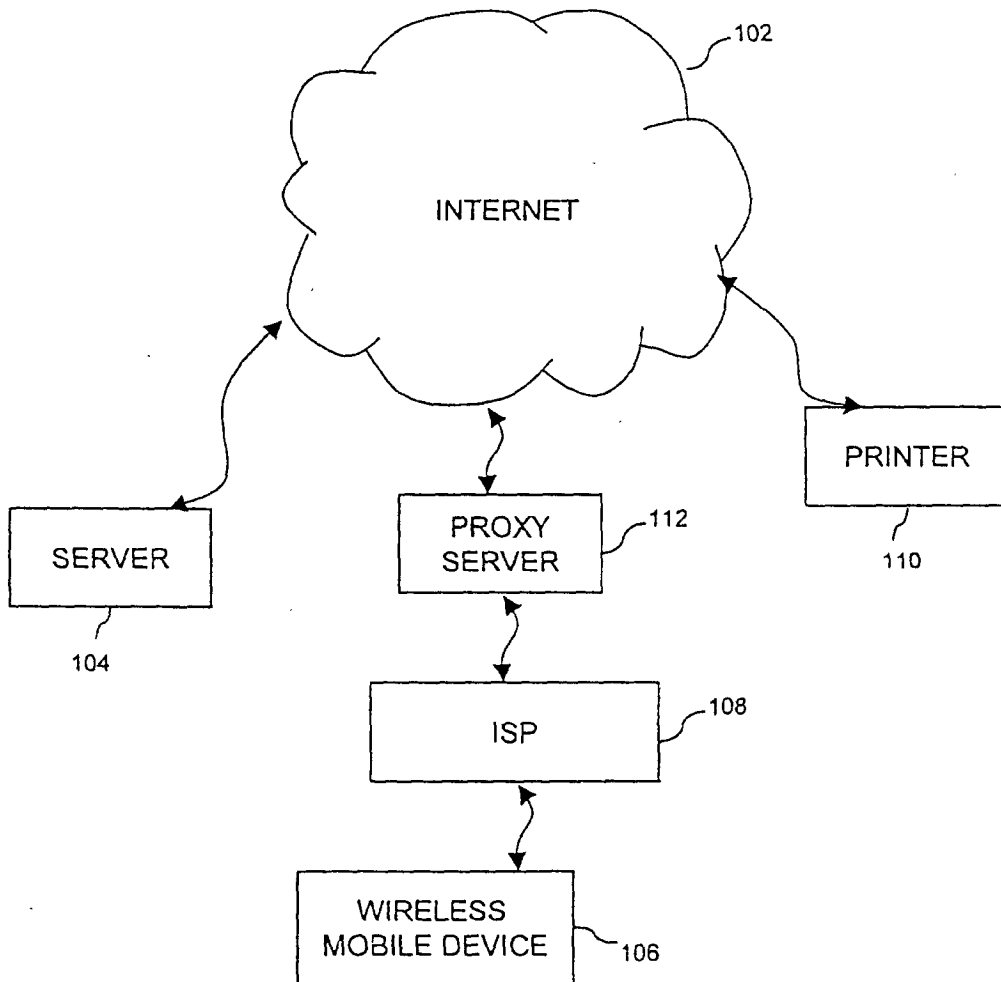 102
INTERNET
PRINTER
110
PROXY
SERVER
112
SERVER
104
ISP
108
WIRELESS
MOBILE DEVICE
106